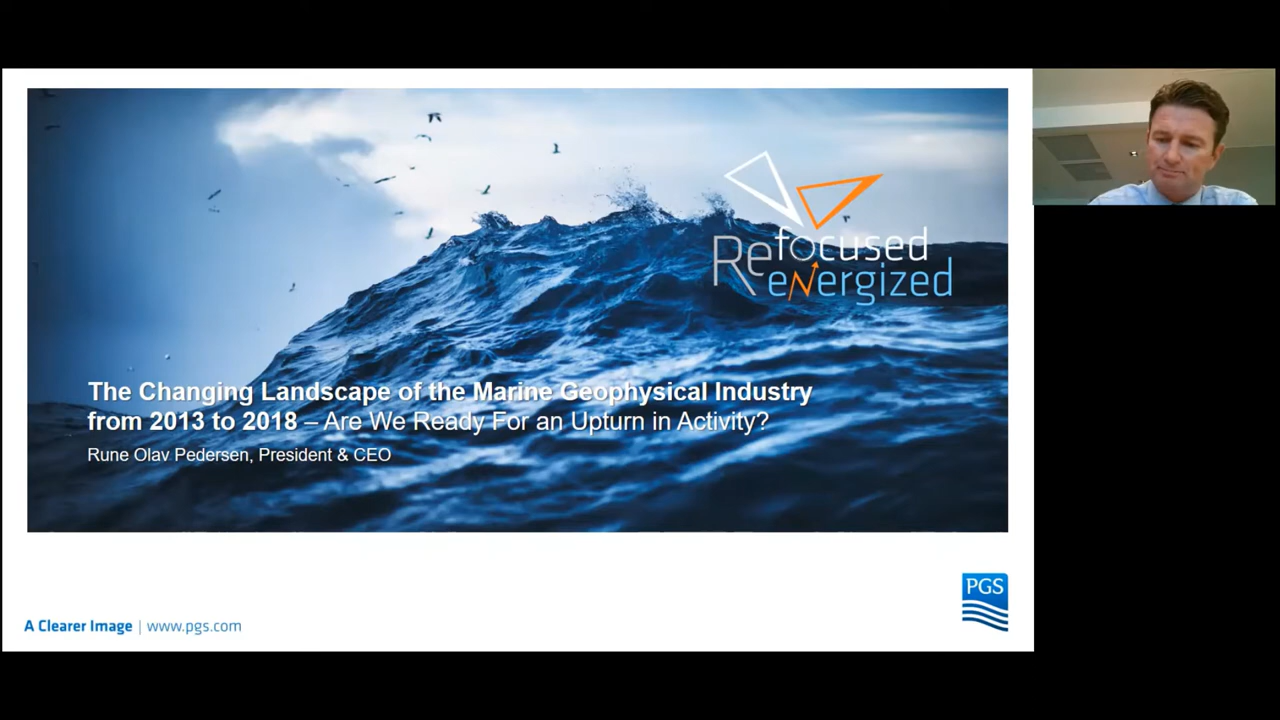 Refocused
energized
The Changing Landscape of the Marine Geophysical Industry
from 2013 to 2018 – Are We Ready For an Upturn in Activity?
Rune Olav Pedersen, President & CEO
PGS
A Clearer Image | www.pgs.com